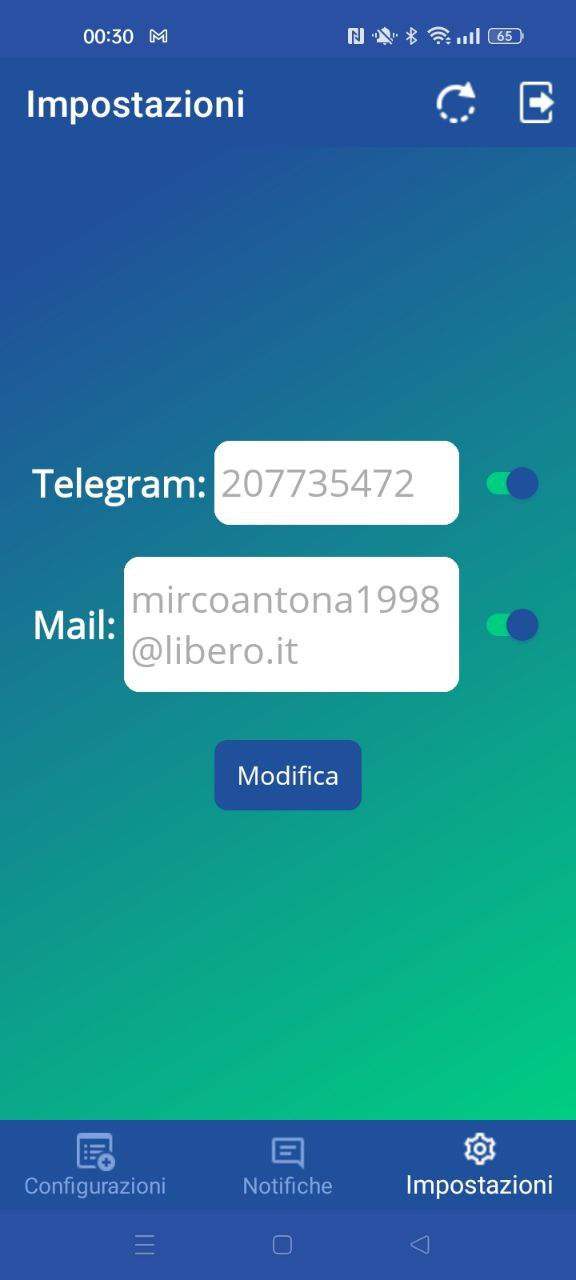 00:30
65
Impostazioni
Telegram: 207735472
Mail: mircoantona1998
@libero.it
Modifica
Configurazioni Notifiche Impostazioni